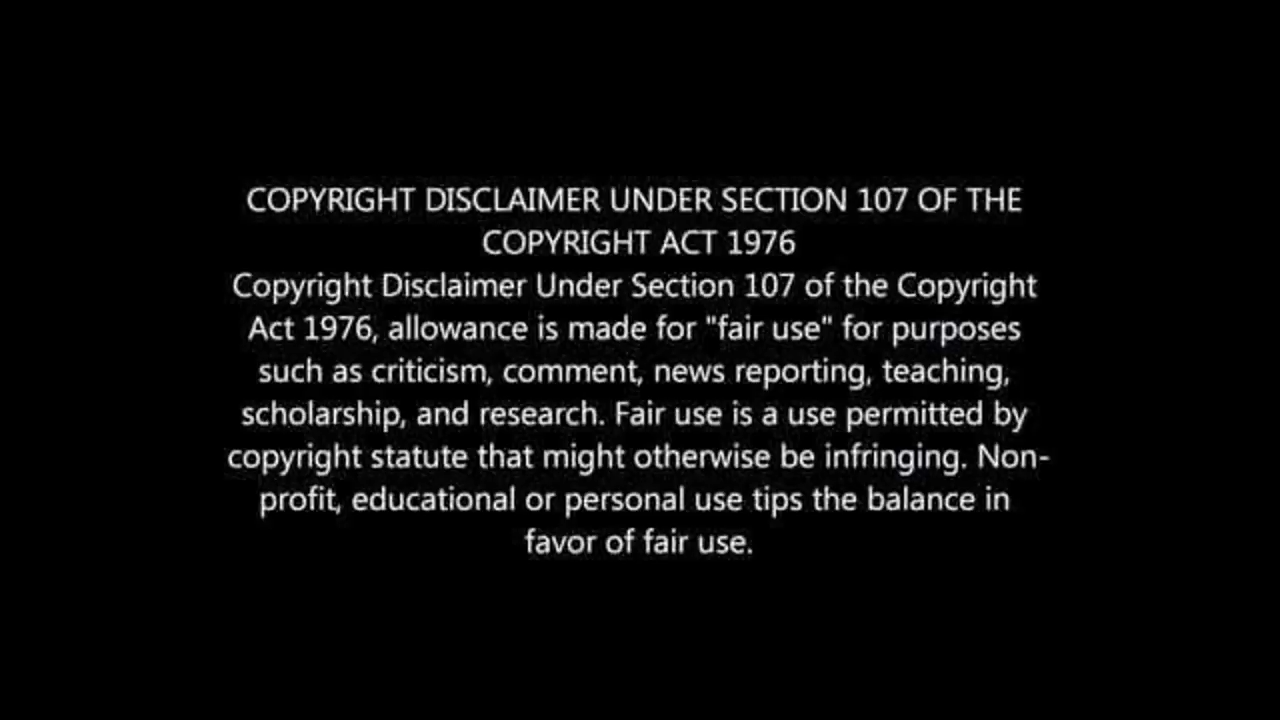 COPYRIGHT DISCLAIMER UNDER SECTION 107 OF THE
COPYRIGHT ACT 1976
Copyright Disclaimer Under Section 107 of the Copyright
Act 1976, allowance is made for "fair use" for purposes
such as criticism, comment, news reporting, teaching,
scholarship, and research. Fair use is a use permitted by
copyright statute that might otherwise be infringing. Non-
profit, educational or personal use tips the balance in
favor of fair use.